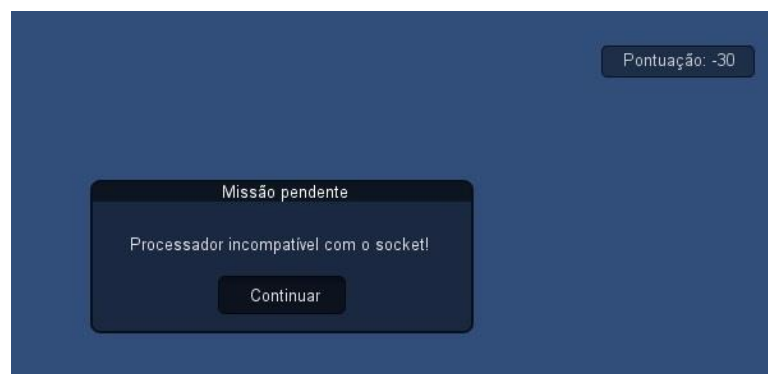 Pontuação: -30
Missão pendente
Processador incompatível com o socket!
Continuar